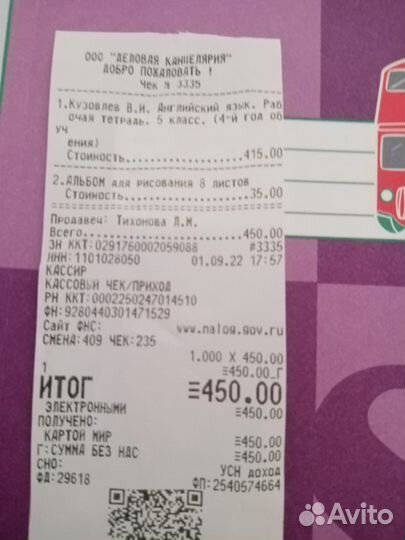 ООО "ДЕЛОВАЯ КАНЦЕЛЯРИЯ"
ДОБРО ПОЖАЛОВАТЬ !
Чек № 3335
1.Кузовлев В.И. Английский язык. Раб
очая тетрадь. 5 класс. (4-й год об
уч
ения)
Стоимость..................415.00
2.АЛЬБОМ для рисования 8 листов
Стоимость..................35.00
Продавец: Тихонова Л.М.
Всего......................450.00
ЗН ККТ:0291760002059088 #3335
ИНН:1101028050 01.09.22 17:57
КАССИР
КАССОВЫЙ ЧЕК/ПРИХОД
РН ККТ:0002250247014510
ФН:9280440301471529
Сайт ФНС: www.nalog.gov.ru
СМЕНА:409 ЧЕК:235
1.000 X 450.00
1 ≡450.00_Г
ИТОГ ≡450.00
ЭЛЕКТРОННЫМИ ≡450.00
ПОЛУЧЕНО:
КАРТОЙ МИР ≡450.00
Г:СУММА БЕЗ НДС ≡450.00
СНО: УСН доход
ФД:29618 ФП:2540574664
Avito